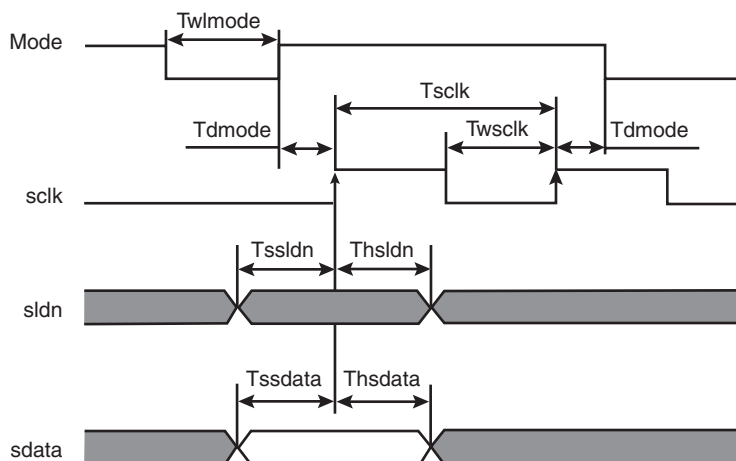 Twlmode
Mode
Tsclk
Tdmode
Twsclk
Tdmode
sclk
Tssldn
Thsldn
sldn
Tssdata
Thsdata
sdata